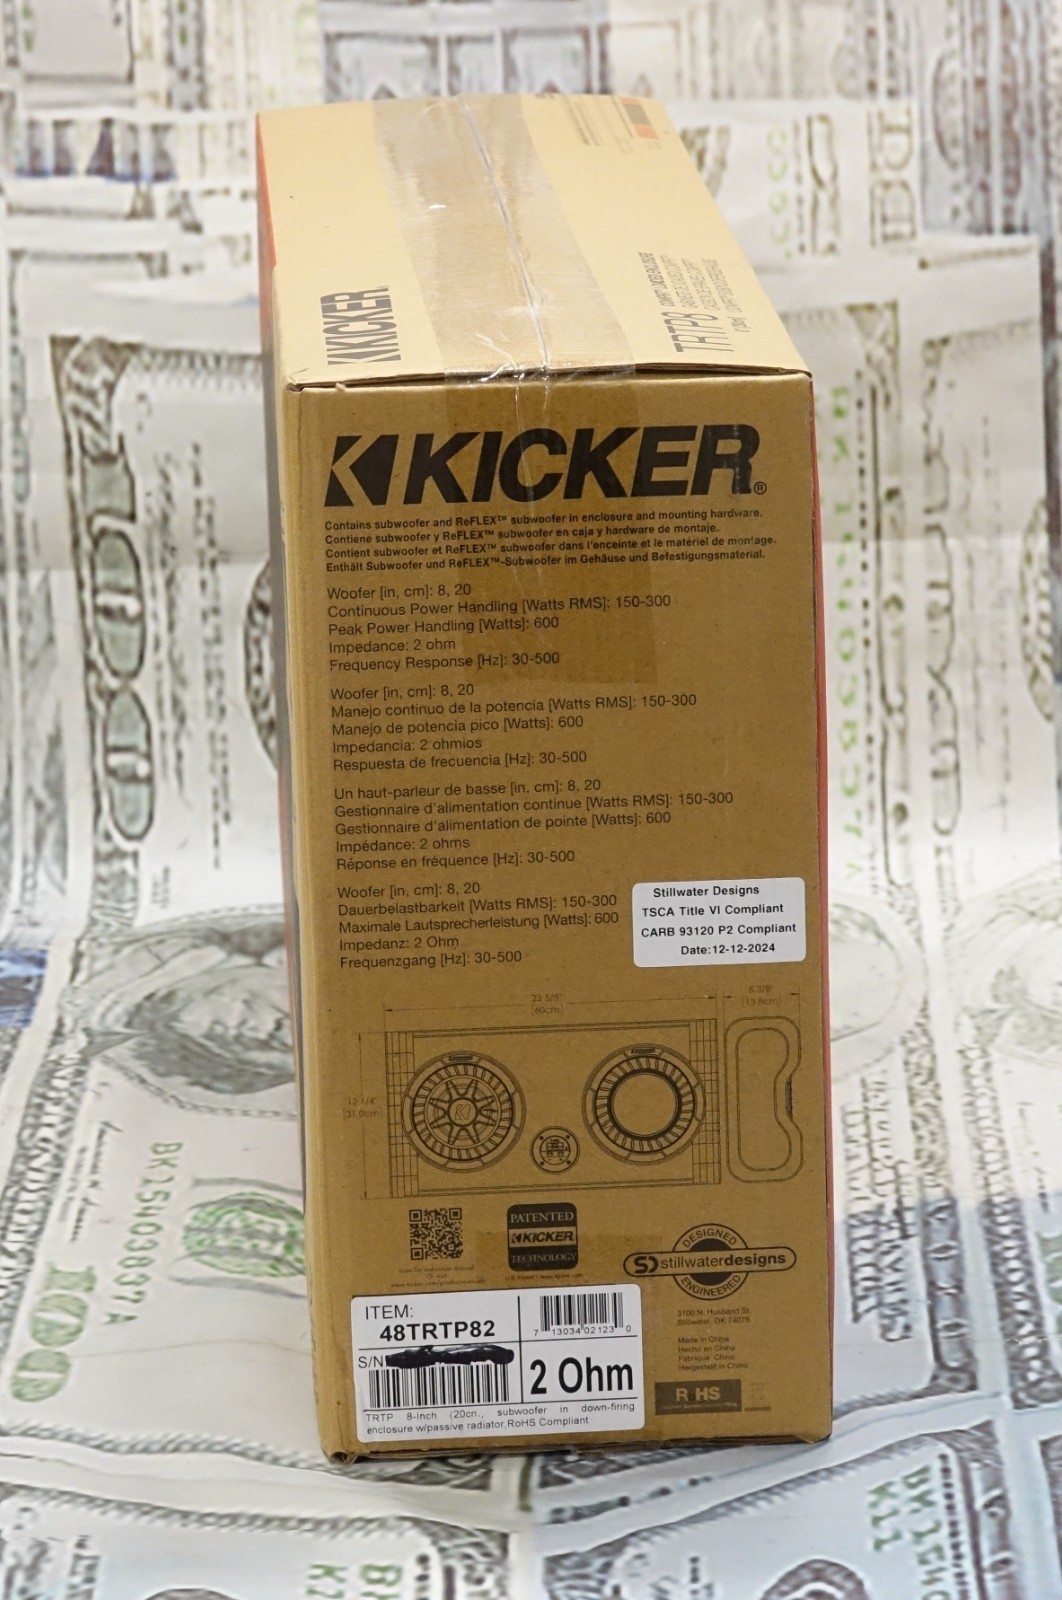 KICKER
TRTP8
KICKER®
Contains subwoofer and ReFLEX™ subwoofer in enclosure and mounting hardware.
Contiene subwoofer y ReFLEX™ subwoofer en caja y hardware de montaje.
Contient subwoofer et ReFLEX™ subwoofer dans l'enceinte et le matériel de montage.
Enthält Subwoofer und ReFLEX™-Subwoofer im Gehäuse und Befestigungsmaterial.
Woofer [in, cm]: 8, 20
Continuous Power Handling [Watts RMS]: 150-300
Peak Power Handling [Watts]: 600
Impedance: 2 ohm
Frequency Response [Hz]: 30-500
Woofer [in, cm]: 8, 20
Manejo continuo de la potencia [Watts RMS]: 150-300
Manejo de potencia pico [Watts]: 600
Impedancia: 2 ohmios
Respuesta de frecuencia [Hz]: 30-500
Un haut-parleur de basse [in, cm]: 8, 20
Gestionnaire d'alimentation continue [Watts RMS]: 150-300
Gestionnaire d'alimentation de pointe [Watts]: 600
Impédance: 2 ohms
Réponse en fréquence [Hz]: 30-500
Woofer [in, cm]: 8, 20
Dauerbelastbarkeit [Watts RMS]: 150-300
Maximale Lautsprecherleistung [Watts]: 600
Impedanz: 2 Ohm
Frequenzgang [Hz]: 30-500
Stillwater Designs
TSCA Title VI Compliant
CARB 93120 P2 Compliant
Date:12-12-2024
23 5/8"
[60cm]
[13.8cm]
12 1/4"
[31.0cm]
PATENTED
KICKER
TECHNOLOGY
DESIGNED
SD stillwaterdesigns
ENGINEERED
3100 N. Husband St.
Stillwater, OK 74075
Made in China
Hecho en China
Fabriqué China
Hergestellt in China
RoHS
ITEM:
48TRTP82
7 13034 02123 0
S/N
2 Ohm
TRTP 8-Inch (20cm., subwoofer in down-firing
enclosure w/passive radiator,RoHS Compliant
BK25403807A
100